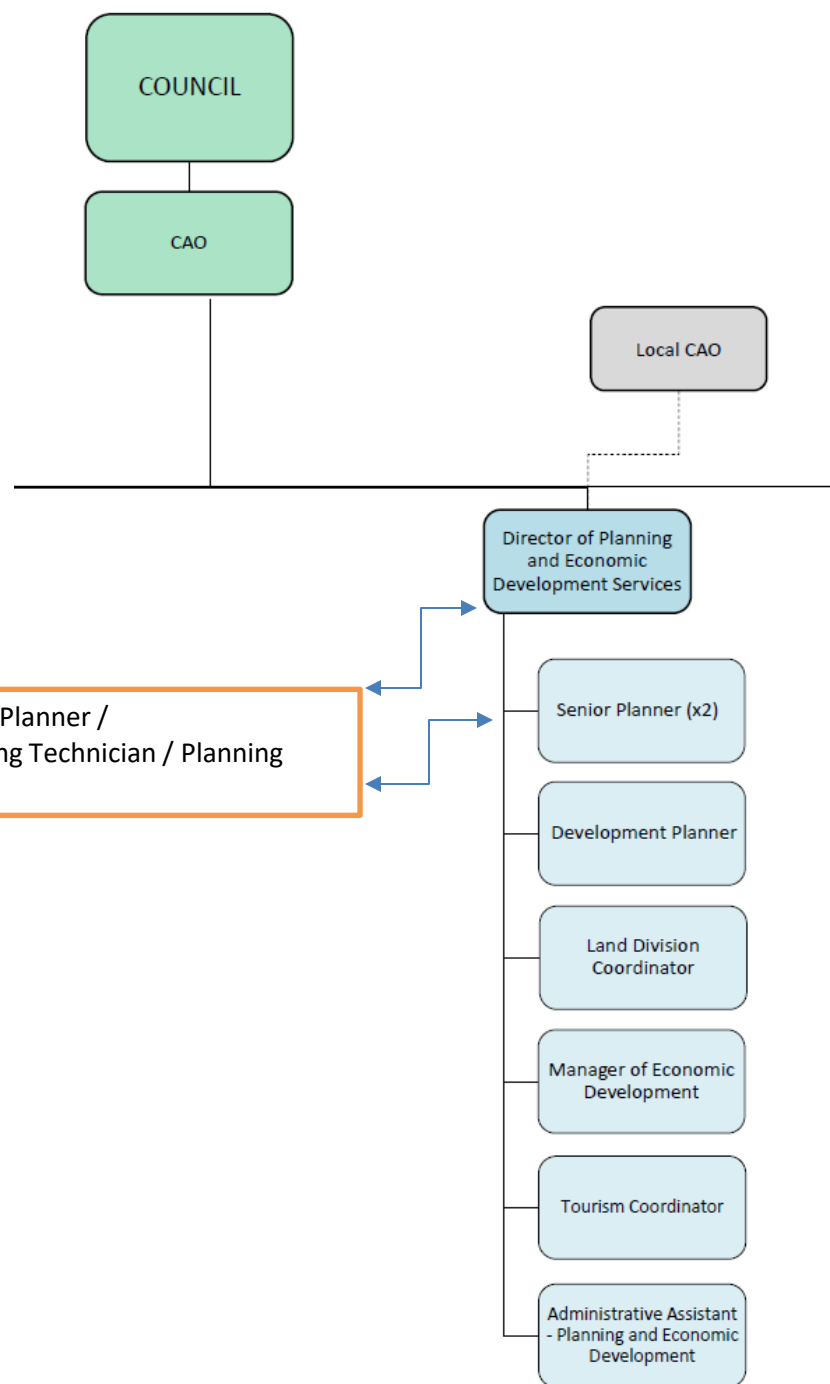 COUNCIL
CAO
Local CAO
Director of Planning
and Economic
Development Services
Planner /
Technician / Planning
Senior Planner (x2)
Development Planner
Land Division
Coordinator
Manager of Economic
Development
Tourism Coordinator
Administrative Assistant
- Planning and Economic
Development